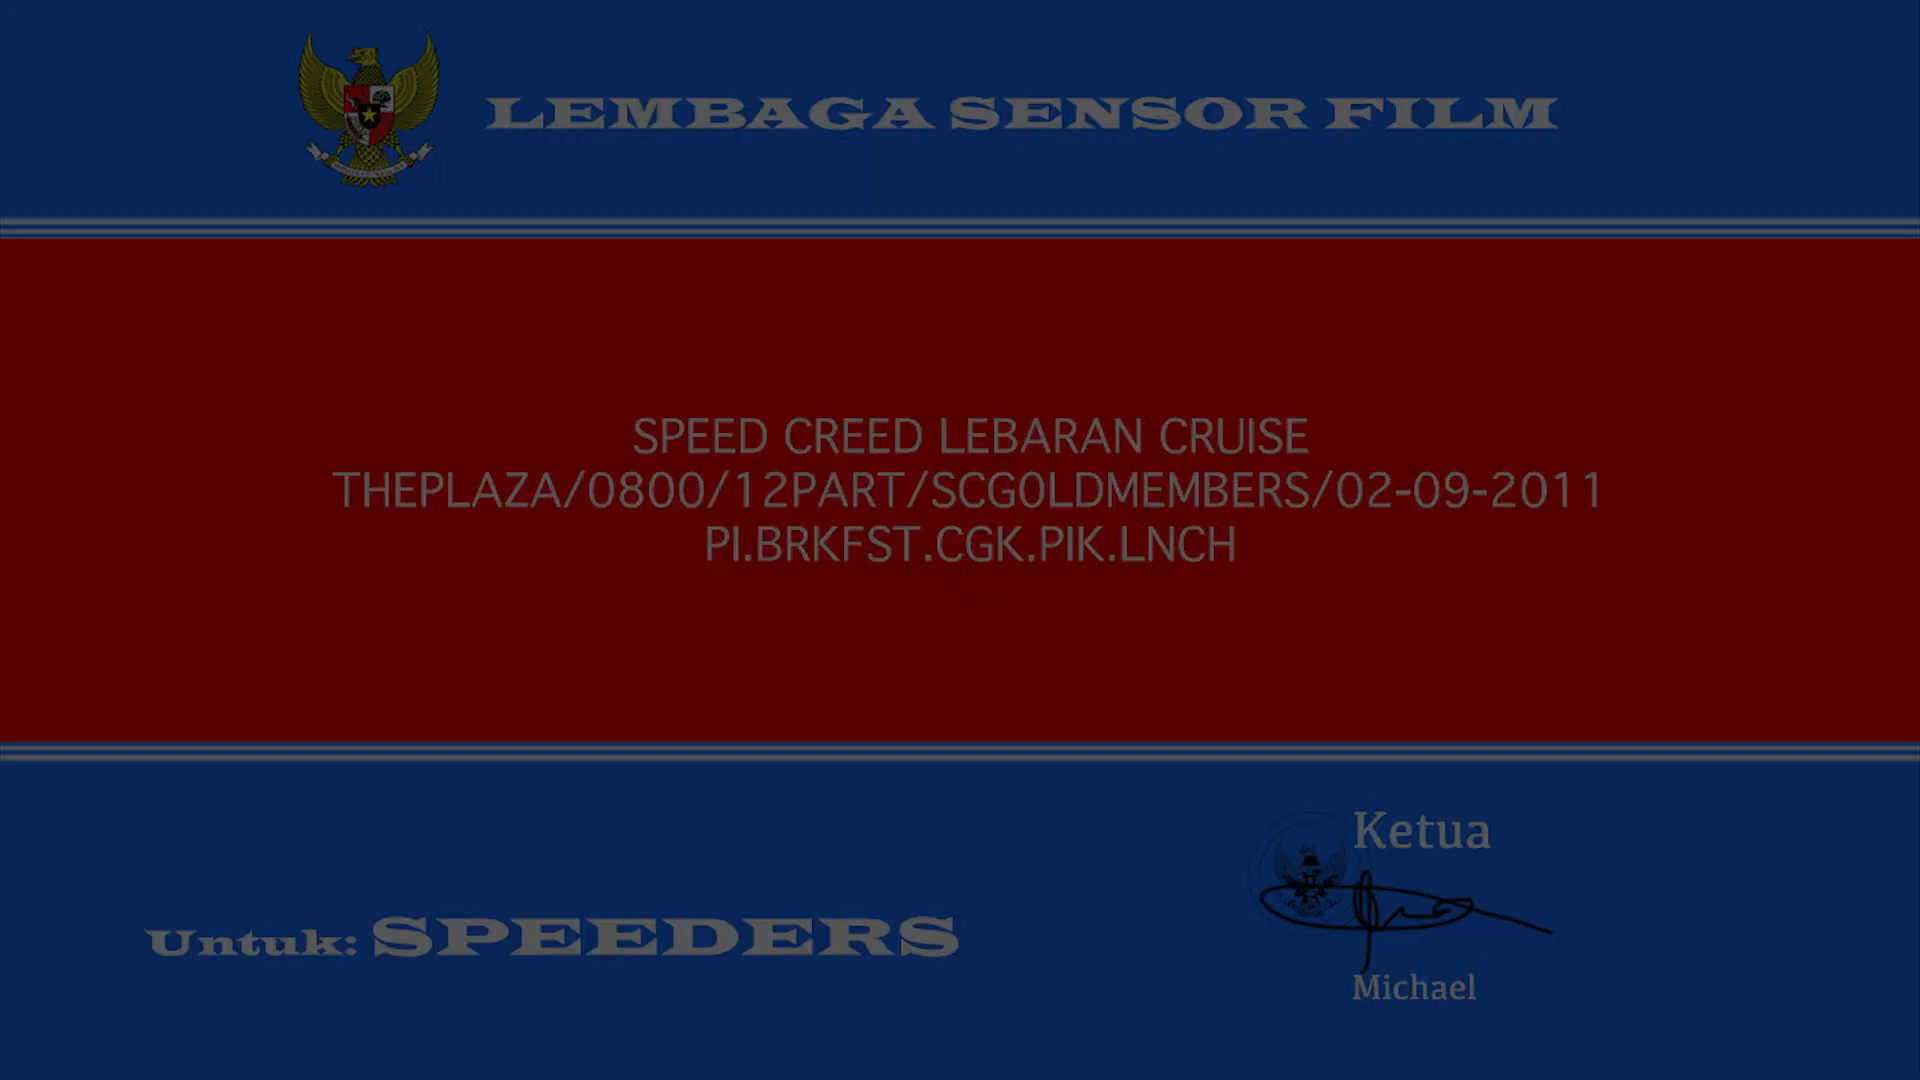 LEMBAGA SENSOR FILM
SPEED CREED LEBARAN CRUISE
THEPLAZA/0800/12PART/SCG0LDMEMBERS/02-09-2011
PI.BRKFST.CGK.PIK.LNCH
Ketua
Untuk: SPEEDERS
Michael